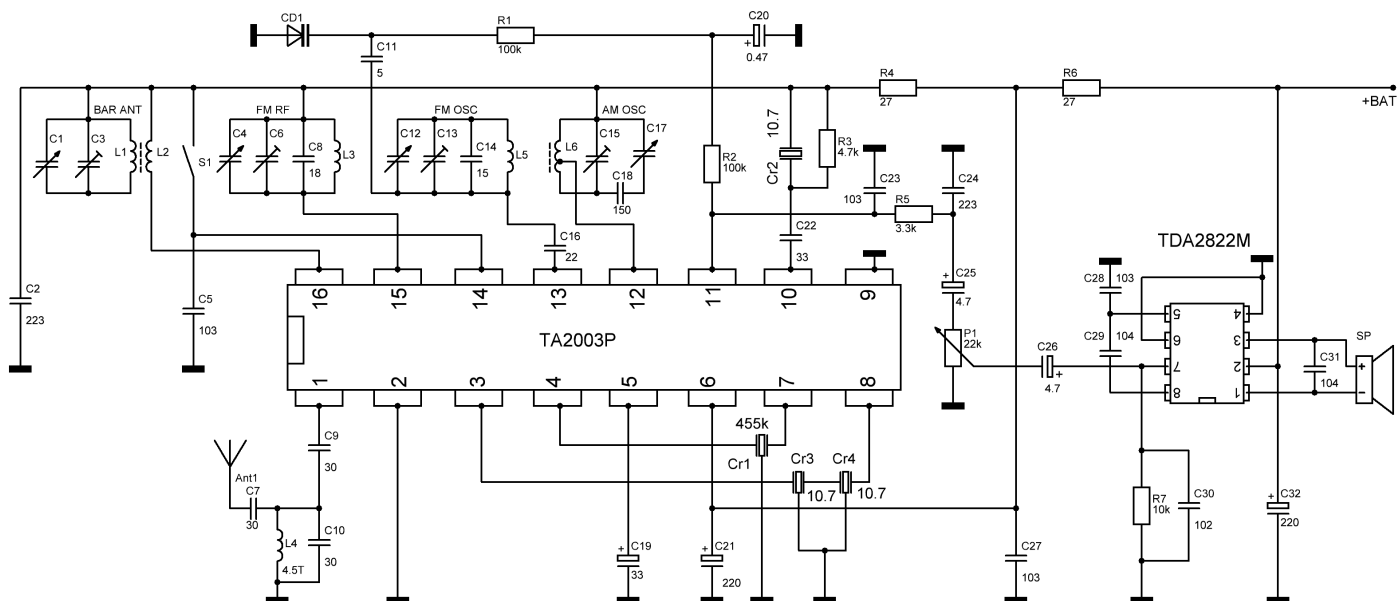 CD1
R1
100k
C20
+
0.47
C11
5
R4
27
R6
27
+BAT
BAR ANT
FM RF
FM OSC
AM OSC
C1
C3
L1
L2
S1
C4
C6
C8
18
L3
C12
C13
C14
15
L5
L6
C15
C17
C18
150
R2
100k
10.7
Cr2
R3
4.7k
C23
103
C24
223
R5
3.3k
C16
22
C22
33
C2
223
C5
103
16
15
14
13
12
11
10
9
TA2003P
1
2
3
4
5
6
7
8
+
C25
4.7
P1
22k
C26
+
4.7
TDA2822M
C28
103
C29
104
5
6
7
8
4
3
2
1
SP
+
−
C31
104
C9
30
Ant1
C7
30
L4
4.5T
C10
30
455k
Cr1
Cr3
10.7
Cr4
10.7
+
C19
33
+
C21
220
C27
103
R7
10k
C30
102
+
C32
220